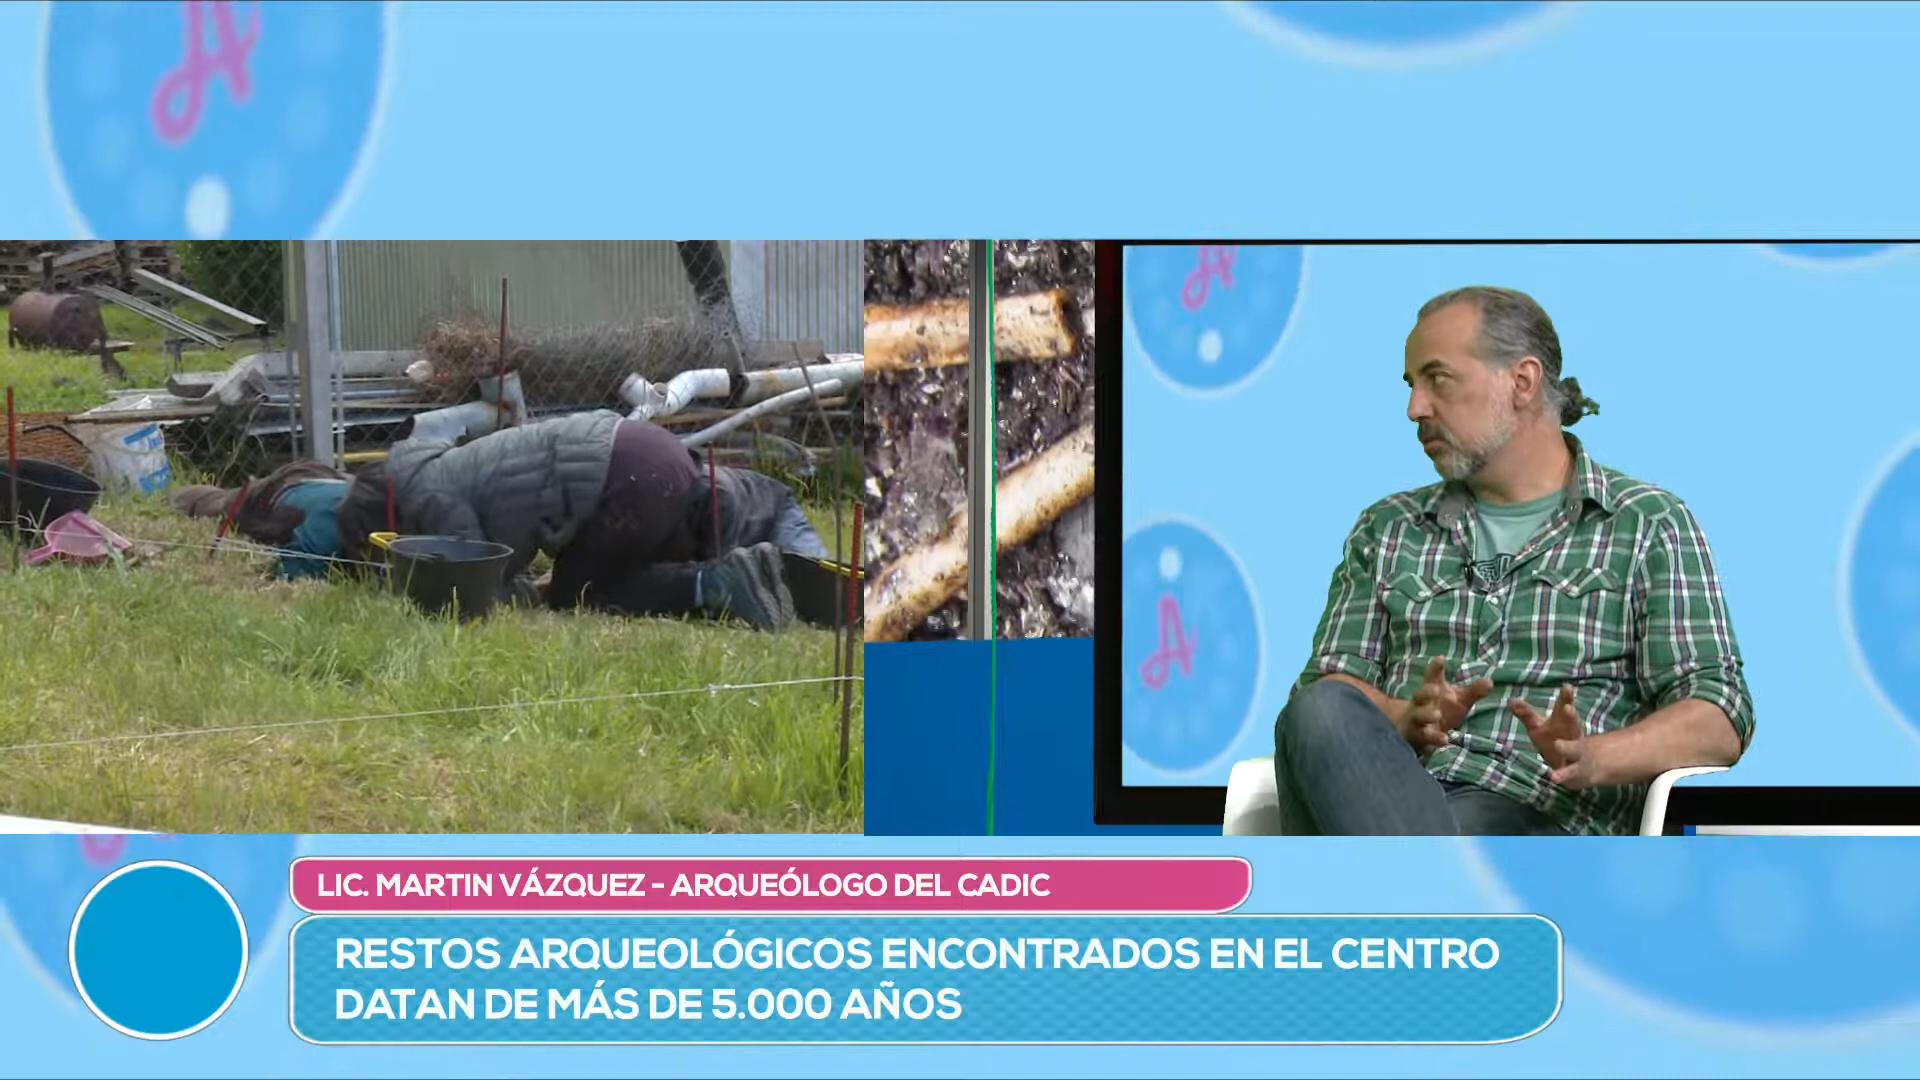 LIC. MARTIN VÁZQUEZ - ARQUEÓLOGO DEL CADIC
RESTOS ARQUEOLÓGICOS ENCONTRADOS EN EL CENTRO
DATAN DE MÁS DE 5.000 AÑOS